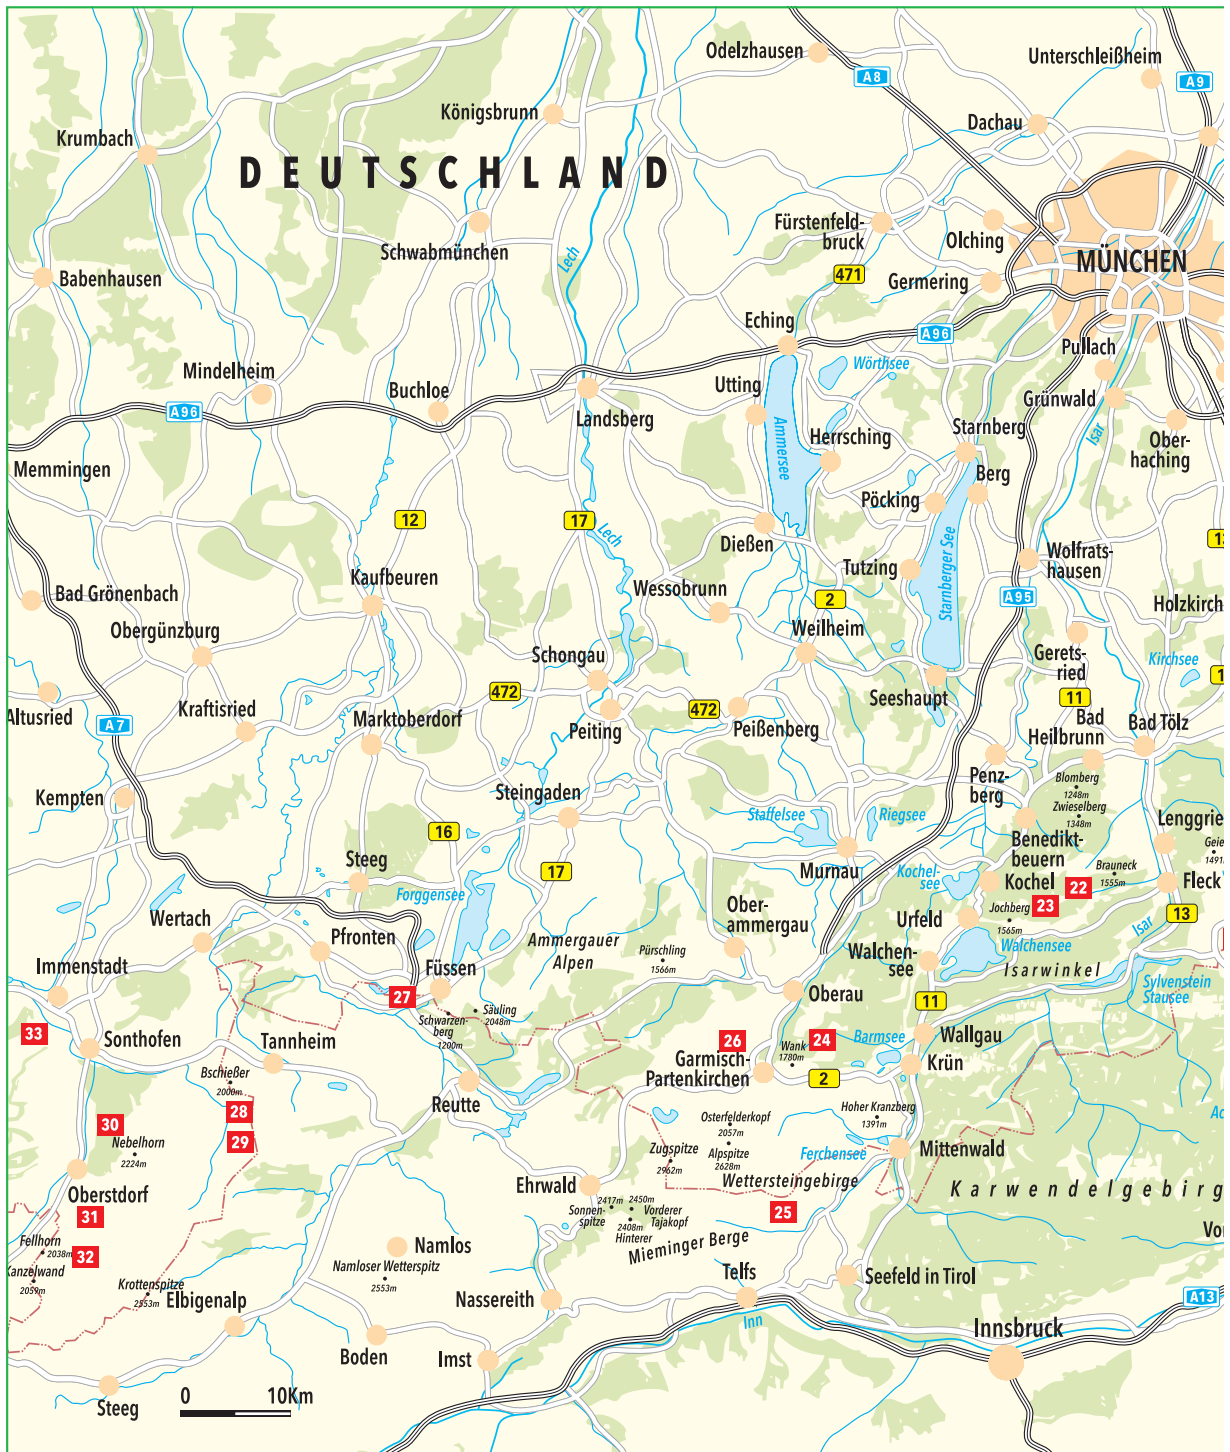 Odelzhausen
Unterschleißheim
A8
A9
Königsbrunn
Dachau
Krumbach
DEUTSCHLAND
Fürstenfeld-
bruck
Olching
Schwabmünchen
Lech
MÜNCHEN
Babenhausen
471
Germering
Eching
A96
Pullach
Wörthsee
Mindelheim
Buchloe
Utting
Grünwald
A96
Landsberg
Ammersee
Herrsching
Starnberg
Isar
Ober-
haching
Memmingen
Berg
Pöcking
12
17
Lech
Dießen
Starnberger See
Wolfrats-
hausen
Kaufbeuren
Tutzing
Bad Grönenbach
Wessobrunn
2
A95
Holzkirch
Obergünzburg
Weilheim
Schongau
Gerets-
ried
Kirchsee
472
472
Seeshaupt
11
Altusried
A7
Kraftisried
Marktoberdorf
Peiting
Peißenberg
Bad
Heilbrunn
Bad Tölz
Penz-
berg
Blomberg
1248m
Zwieselberg
1348m
Kempten
Steingaden
Staffelsee
Riegsee
Lenggrie
16
Benedikt-
beuern
Geie
1491m
Steeg
17
Murnau
Kochel-
see
Kochel
Brauneck
1555m
Fleck
22
23
Forggensee
Ober-
ammergau
Urfeld
Jochberg
1565m
13
Wertach
Pfronten
Ammergauer
Alpen
Pürschling
1566m
Walchen-
see
Walchensee
Isar
Isarwinkel
Immenstadt
Füssen
27
Oberau
11
Sylvenstein
Stausee
Säuling
2048m
Schwarzen-
berg
1200m
33
Sonthofen
Tannheim
26
24
Wank
1780m
Barmsee
Wallgau
Garmisch-
Partenkirchen
2
Krün
Bschießer
2000m
Reutte
28
30
29
Nebelhorn
2224m
Osterfelderkopf
2057m
Alpspitze
2628m
Hoher Kranzberg
1391m
Zugspitze
2962m
Ferchensee
Mittenwald
Wettersteingebirge
Oberstdorf
Ehrwald
Karwendelgebirg
31
2417m
2450m
Sonnen-
spitze
Vorderer
Tajakopf
2408m
Hinterer
25
Fellhorn
2038m
32
Mieminger Berge
Namlos
Namloser Wetterspitz
2553m
Kanzelwand
2059m
Krottenspitze
2553m
Telfs
Seefeld in Tirol
Elbigenalp
Nassereith
A13
Inn
Innsbruck
Boden
Imst
0 10Km
Steeg